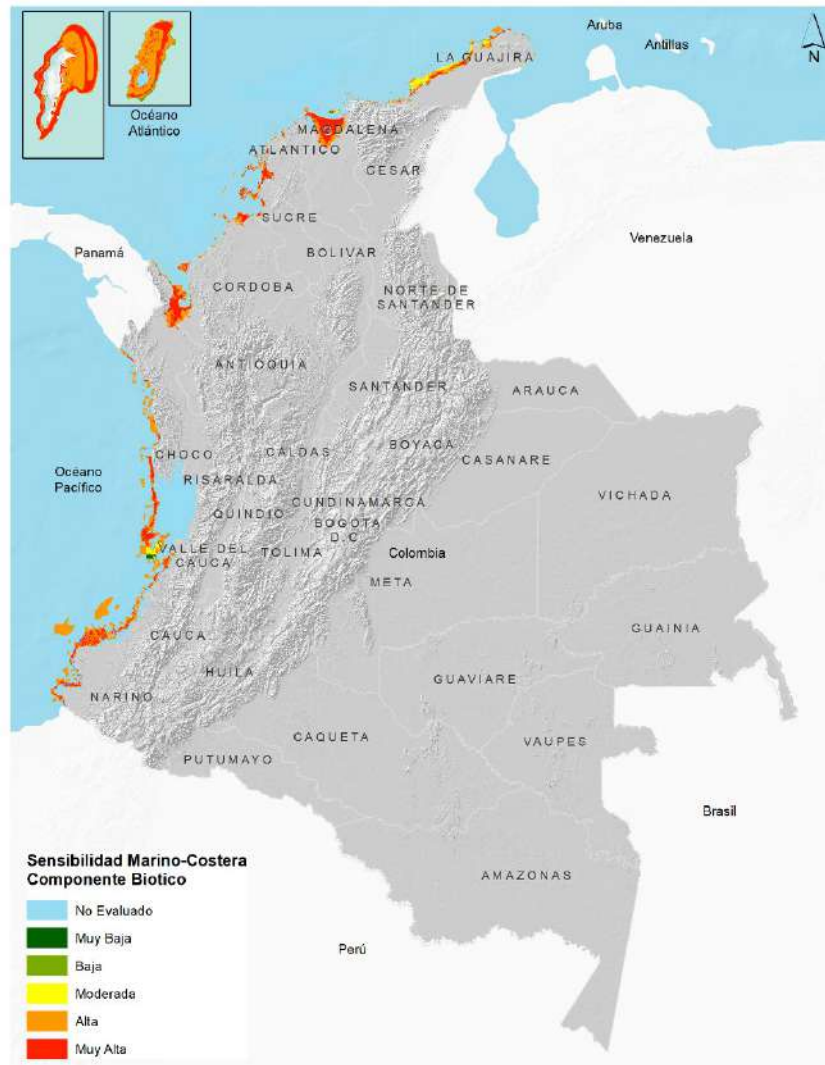 Aruba
Antillas
N
LA GUAJIRA
Océano
Atlántico
MAGDALENA
ATLANTICO
CESAR
SUCRE
Panamá
Venezuela
BOLIVAR
CORDOBA
NORTE DE
SANTANDER
ANTIOQUIA
SANTANDER
ARAUCA
BOYACA
CHOCO
CALDAS
CASANARE
Océano
Pacífico
RISARALDA
VICHADA
CUNDINAMARCA
QUINDIO
BOGOTA
D.C
VALLE DEL
CAUCA
TOLIMA
Colombia
META
GUAINIA
CAUCA
HUILA
GUAVIARE
NARIÑO
CAQUETA
VAUPES
PUTUMAYO
Brasil
AMAZONAS
Perú
Sensibilidad Marino-Costera
Componente Biotico
No Evaluado
Muy Baja
Baja
Moderada
Alta
Muy Alta